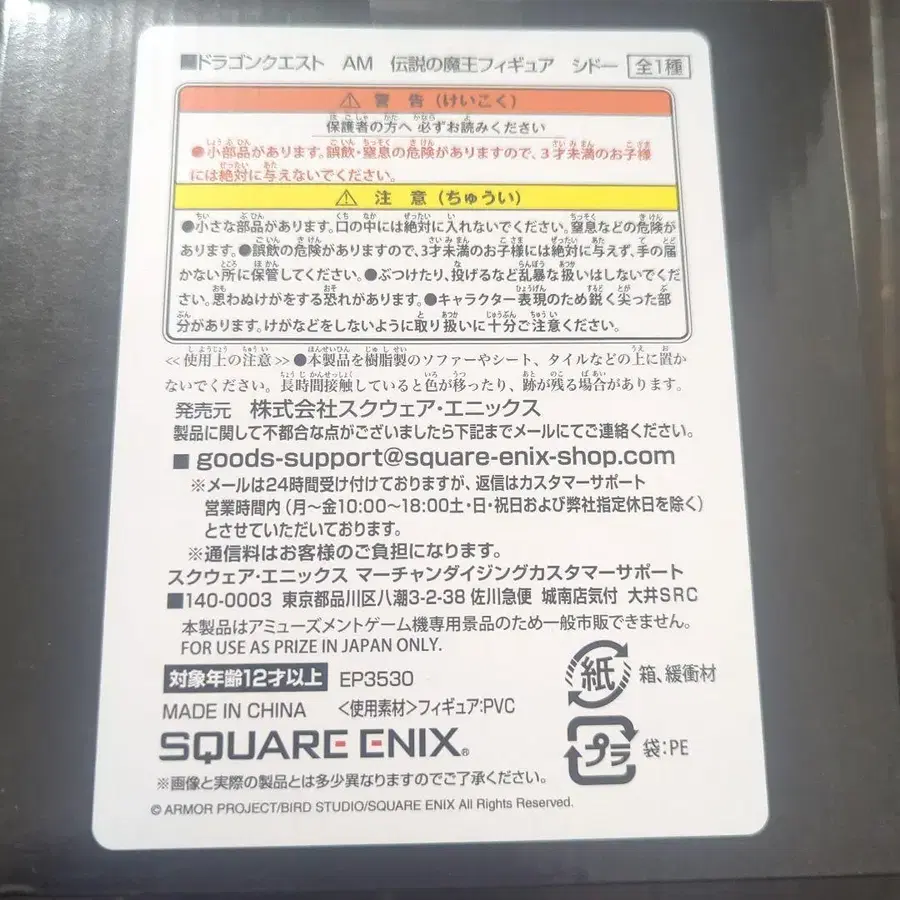 ■ドラゴンクエスト　AM　伝説の魔王フィギュア　シドー　全1種
⚠ 警告(けいこく)
保護者の方へ 必ずお読みください
●小部品があります。誤飲・窒息の危険がありますので、3才未満のお子様
には絶対に与えないでください。
⚠ 注意(ちゅうい)
●小さな部品があります。口の中には絶対に入れないでください。窒息などの危険が
あります。●誤飲の危険がありますので、3才未満のお子様には絶対に与えず、手の届
かない所に保管してください。●ぶつけたり、投げるなど乱暴な扱いはしないでくだ
さい。思わぬけがをする恐れがあります。●キャラクター表現のため鋭く尖った部
分があります。けがなどをしないように取り扱いに十分ご注意ください。
≪使用上の注意≫●本製品を樹脂製のソファーやシート、タイルなどの上に置か
ないでください。長時間接触していると色が移ったり、跡が残る場合があります。
発売元　株式会社スクウェア・エニックス
製品に関して不都合な点がございましたら下記までメールにてご連絡ください。
■ goods-support@square-enix-shop.com
※メールは24時間受け付けておりますが、返信はカスタマーサポート
営業時間内(月〜金10:00〜18:00土・日・祝日および弊社指定休日を除く)
とさせていただいております。
※通信料はお客様のご負担になります。
スクウェア・エニックス マーチャンダイジングカスタマーサポート
■140-0003　東京都品川区八潮3-2-38 佐川急便　城南店気付　大井SRC
本製品はアミューズメントゲーム機専用景品のため一般市販できません。
FOR USE AS PRIZE IN JAPAN ONLY.
対象年齢12才以上　EP3530
紙　箱、緩衝材
MADE IN CHINA　<使用素材>フィギュア:PVC
SQUARE ENIX®
プラ　袋:PE
※画像と実際の製品とは多少異なりますのでご了承ください。
© ARMOR PROJECT/BIRD STUDIO/SQUARE ENIX All Rights Reserved.